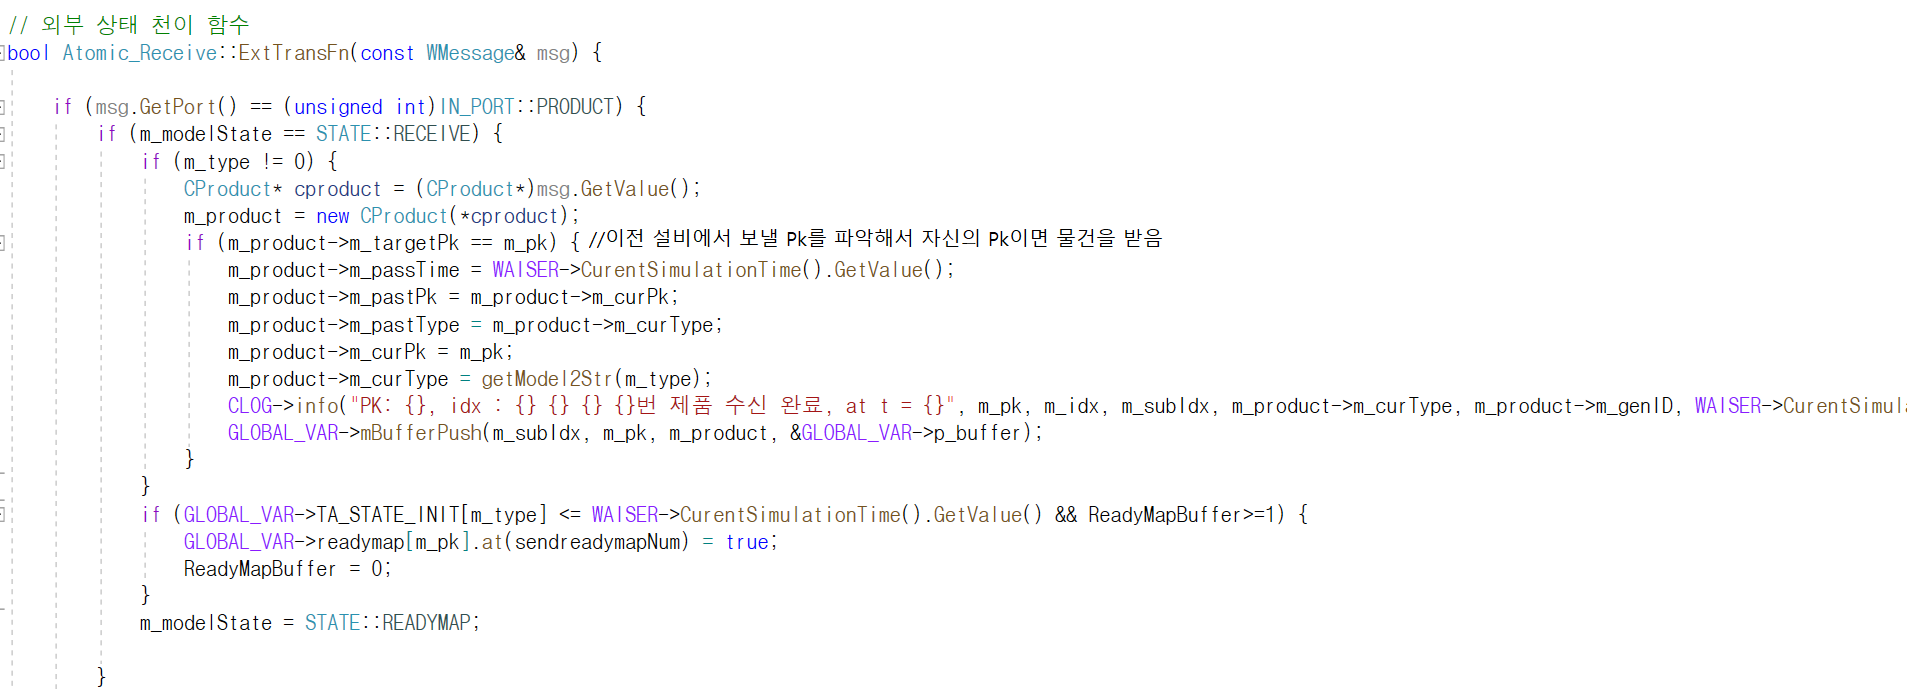 // 외부 상태 천이 함수
bool Atomic_Receive::ExtTransFn(const WMessage& msg) {
if (msg.GetPort() == (unsigned int)IN_PORT::PRODUCT) {
if (m_modelState == STATE::RECEIVE) {
if (m_type != 0) {
CProduct* cproduct = (CProduct*)msg.GetValue();
m_product = new CProduct(*cproduct);
if (m_product->m_targetPk == m_pk) { //이전 설비에서 보낼 Pk를 파악해서 자신의 Pk이면 물건을 받음
m_product->m_passTime = WAISER->CurentSimulationTime().GetValue();
m_product->m_pastPk = m_product->m_curPk;
m_product->m_pastType = m_product->m_curType;
m_product->m_curPk = m_pk;
m_product->m_curType = getModel2Str(m_type);
CLOG->info("PK: {}, idx : {} {} {} {}번 제품 수신 완료, at t = {}", m_pk, m_idx, m_subIdx, m_product->m_curType, m_product->m_genID, WAISER->CurentSimul
GLOBAL_VAR->mBufferPush(m_subIdx, m_pk, m_product, &GLOBAL_VAR->p_buffer);
}
}
if (GLOBAL_VAR->TA_STATE_INIT[m_type] <= WAISER->CurentSimulationTime().GetValue() && ReadyMapBuffer>=1) {
GLOBAL_VAR->readymap[m_pk].at(sendreadymapNum) = true;
ReadyMapBuffer = 0;
}
m_modelState = STATE::READYMAP;
}